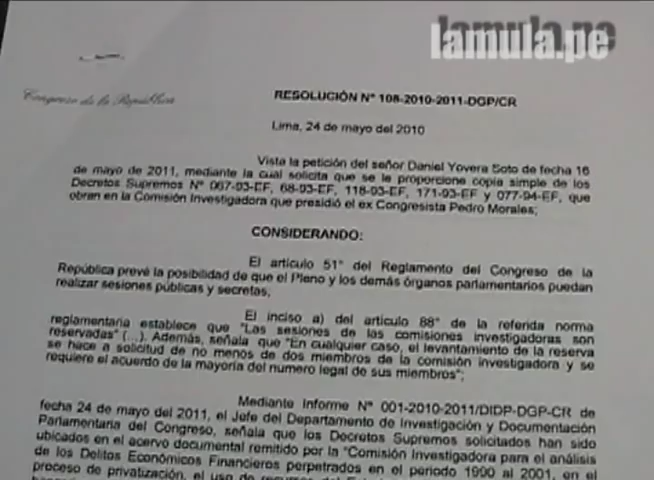 lamula.pe
Congreso de la República
RESOLUCIÓN N° 108-2010-2011-DGP/CR
Lima, 24 de mayo del 2010
Vista la petición del señor Daniel Yovera Soto de fecha 16
de mayo de 2011, mediante la cual solicita que se le proporcione copia simple de los
Decretos Supremos N° 067-93-EF, 68-93-EF, 118-93-EF, 171-93-EF y 077-94-EF, que
obran en la Comisión Investigadora que presidió el ex Congresista Pedro Morales;
CONSIDERANDO:
El artículo 51° del Reglamento del Congreso de la
República prevé la posibilidad de que el Pleno y los demás órganos parlamentarios puedan
realizar sesiones públicas y secretas,
El inciso a) del artículo 88° de la referida norma
reglamentaria establece que "Las sesiones de las comisiones investigadoras son
reservadas" (...). Además, señala que "En cualquier caso, el levantamiento de la reserva
se hace a solicitud de no menos de dos miembros de la comisión investigadora y se
requiere el acuerdo de la mayoría del numero legal de sus miembros";
Mediante Informe N° 001-2010-2011/DIDP-DGP-CR de
fecha 24 de mayo del 2011, el Jefe del Departamento de Investigación y Documentación
Parlamentaria del Congreso, señala que los Decretos Supremos solicitados han sido
ubicados en el acervo documental remitido por la "Comisión Investigadora para el análisis
de los Delitos Económicos Financieros perpetrados en el periodo 1990 al 2001, en el
proceso de privatización, el uso de recursos del